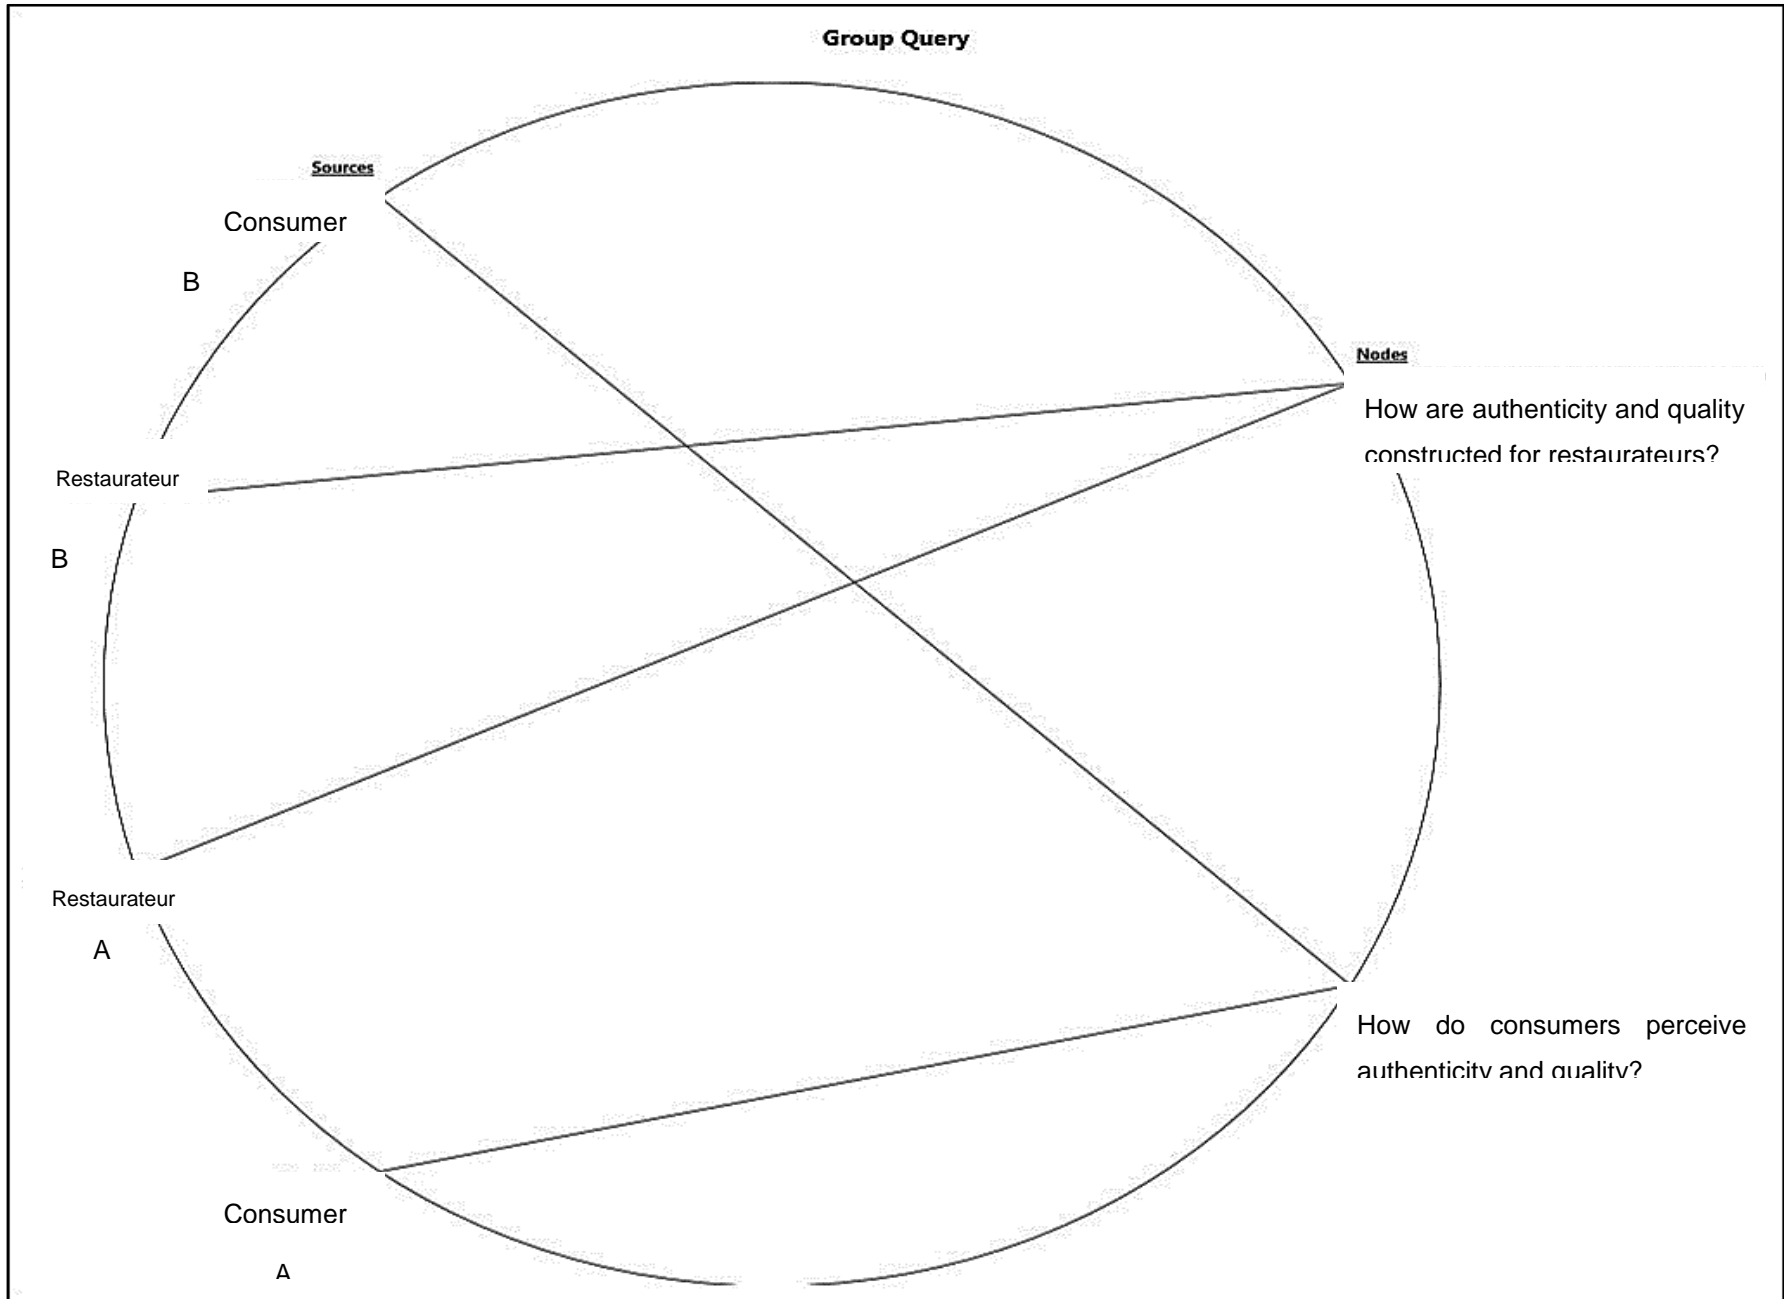 Group Query
Sources
Consumer
B
Nodes
How are authenticity and quality
constructed for restaurateurs?
Restaurateur
B
Restaurateur
A
How do consumers perceive
authenticity and quality?
Consumer
A